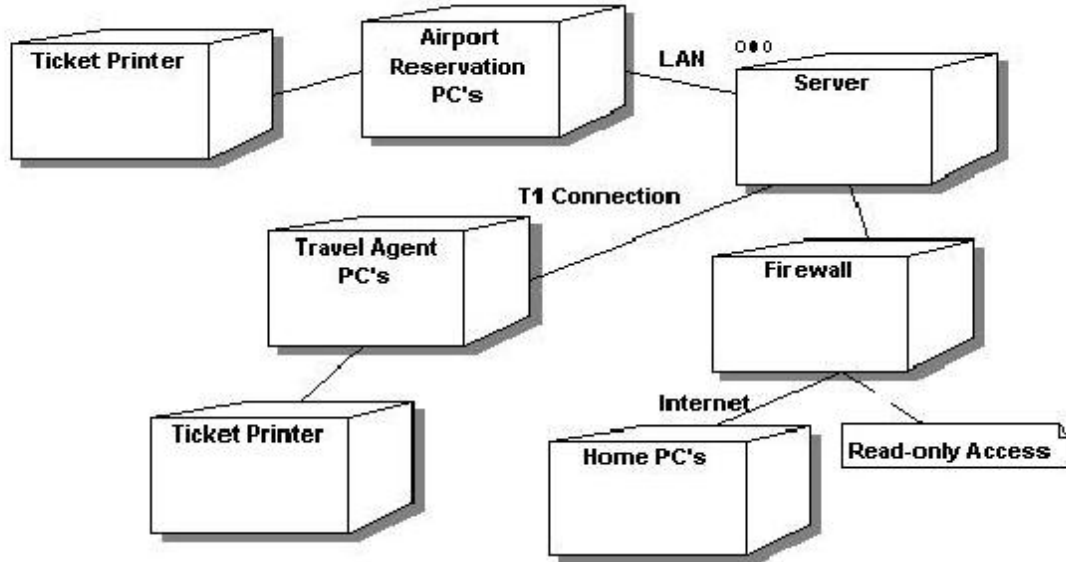 Ticket Printer
Airport
Reservation
PC's
LAN
Server
T1 Connection
Travel Agent
PC's
Firewall
Internet
Ticket Printer
Home PC's
Read-only Access